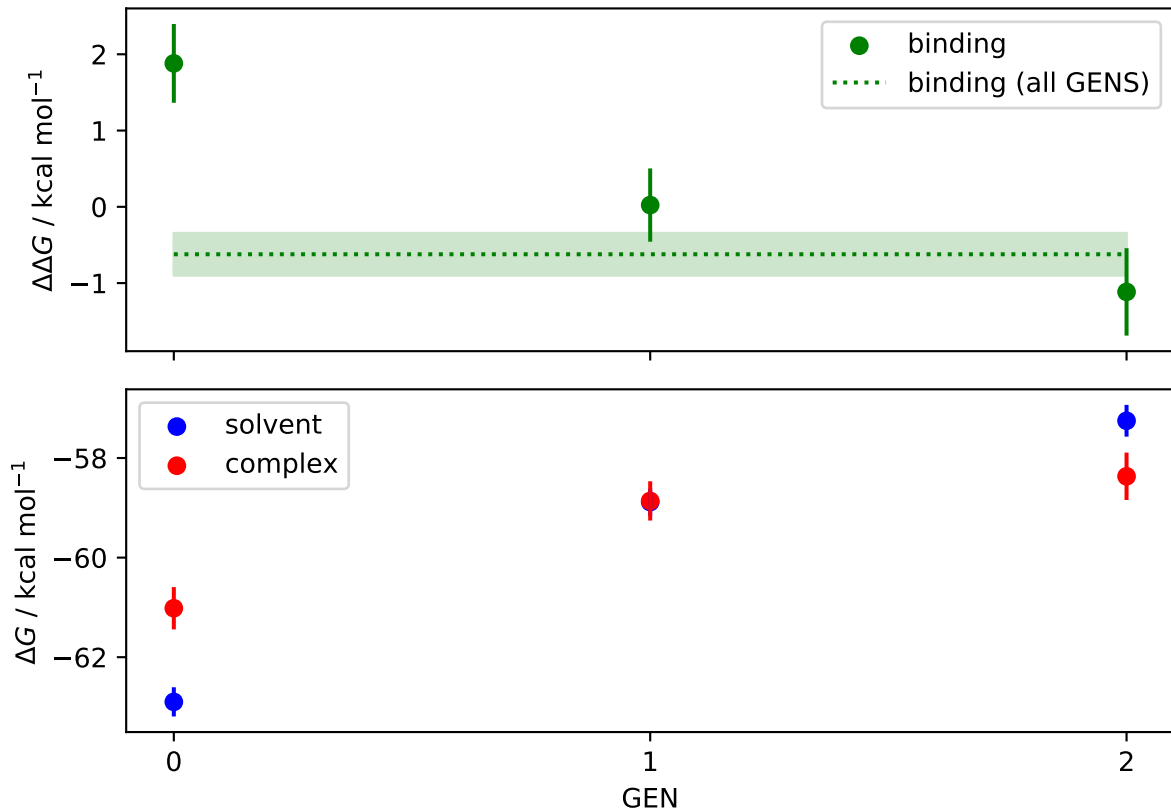 2
1
0
−1
ΔΔG / kcal mol⁻¹
binding
binding (all GENS)
−58
−60
−62
ΔG / kcal mol⁻¹
solvent
complex
0 1 2
GEN